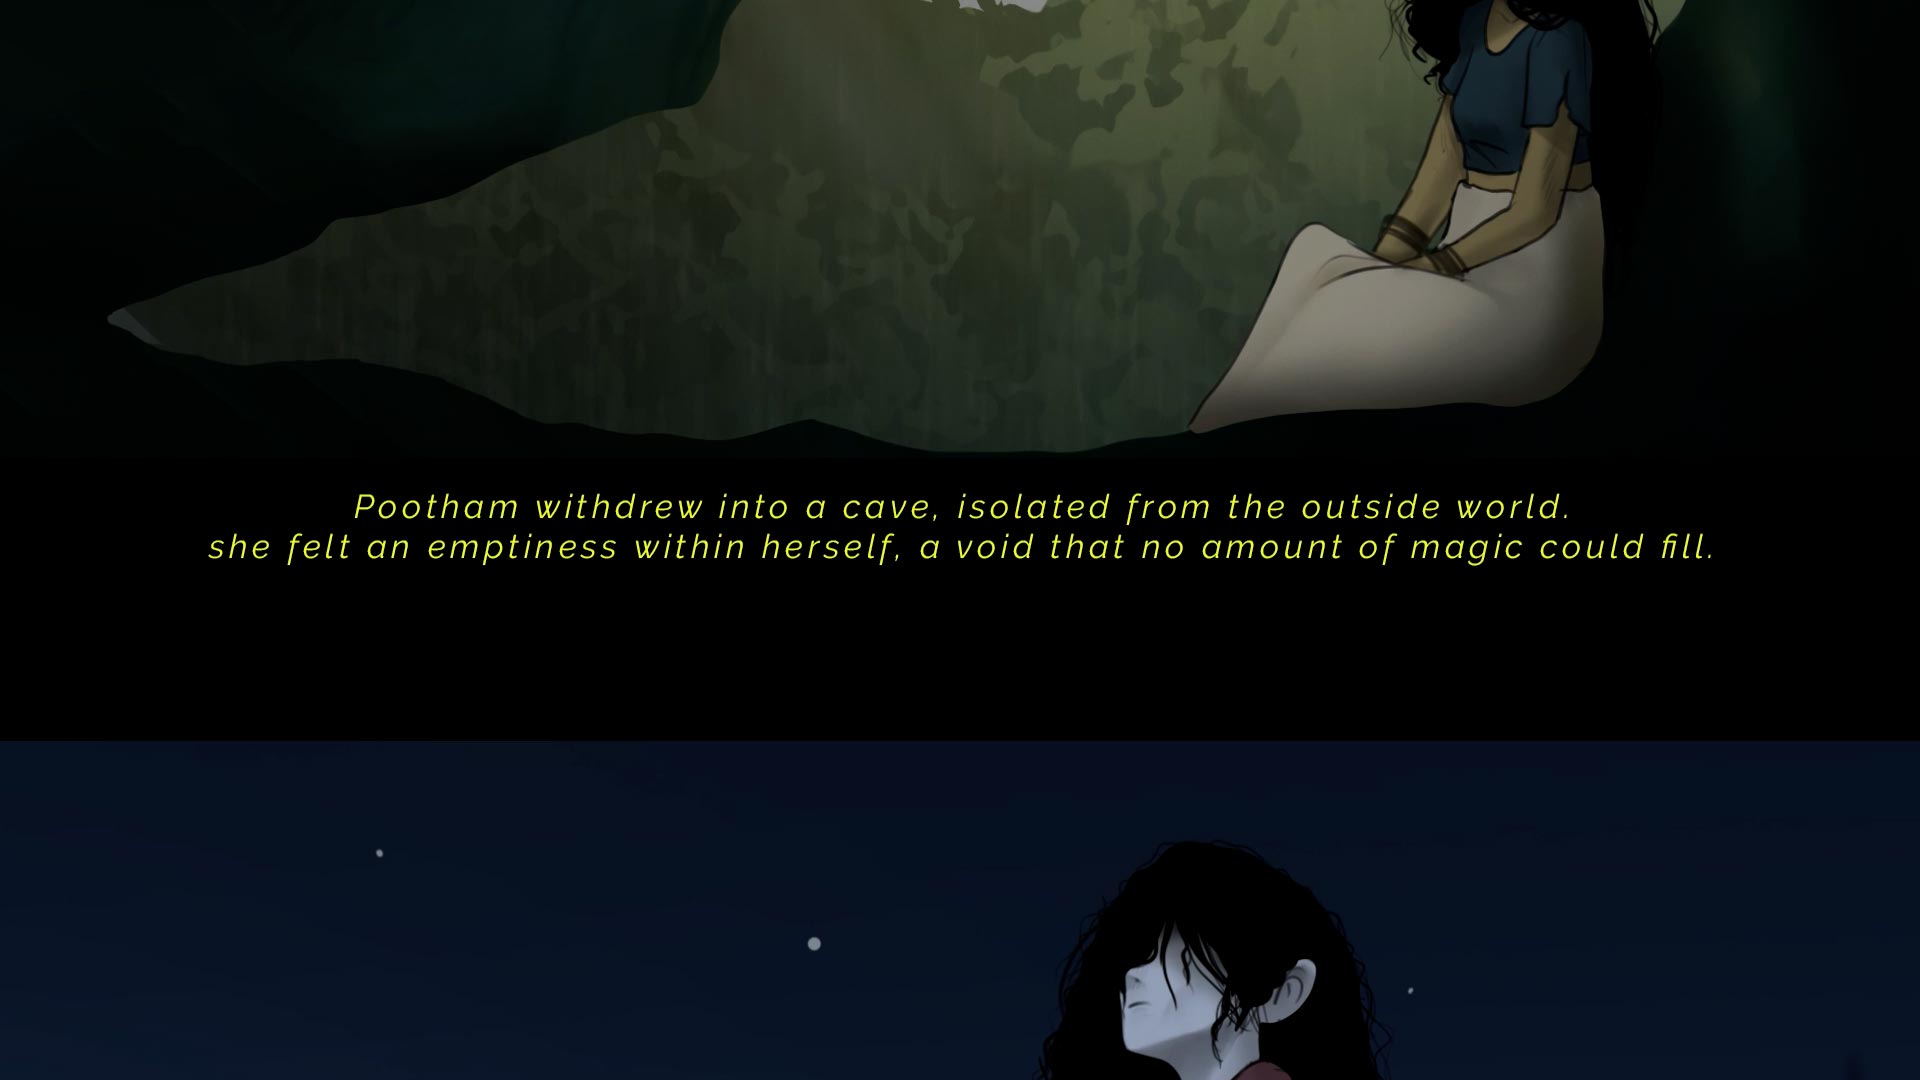 Pootham withdrew into a cave, isolated from the outside world.
she felt an emptiness within herself, a void that no amount of magic could fill.